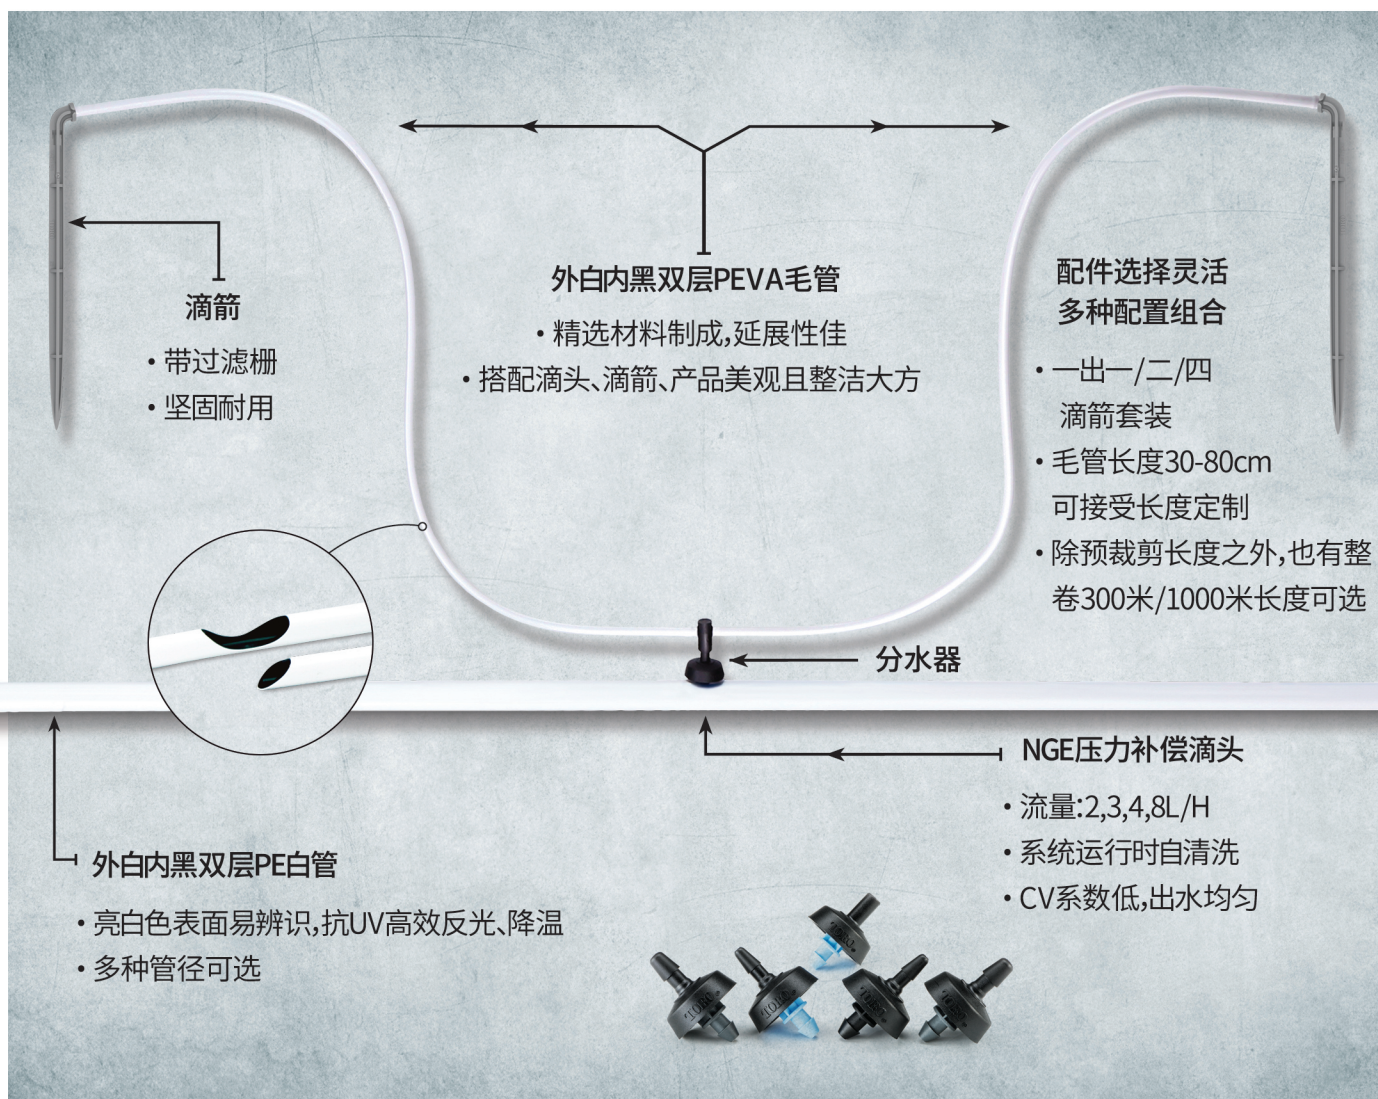 滴箭
• 带过滤栅
• 坚固耐用
外白内黑双层PEVA毛管
• 精选材料制成,延展性佳
• 搭配滴头、滴箭、产品美观且整洁大方
配件选择灵活
多种配置组合
• 一出一/二/四
滴箭套装
• 毛管长度30-80cm
可接受长度定制
• 除预裁剪长度之外,也有整
卷300米/1000米长度可选
分水器
NGE压力补偿滴头
• 流量:2,3,4,8L/H
• 系统运行时自清洗
• CV系数低,出水均匀
外白内黑双层PE白管
• 亮白色表面易辨识,抗UV高效反光、降温
• 多种管径可选
TORO
TORO
TORO
TORO
TORO